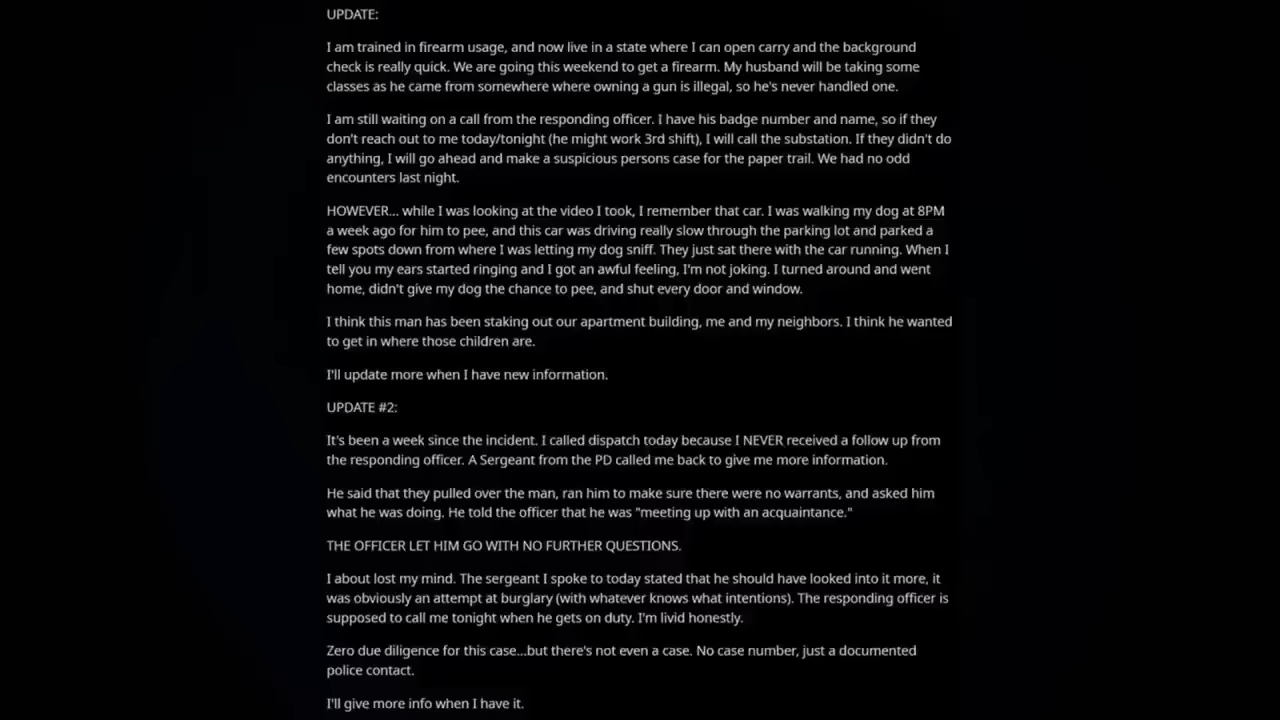 UPDATE:
I am trained in firearm usage, and now live in a state where I can open carry and the background
check is really quick. We are going this weekend to get a firearm. My husband will be taking some
classes as he came from somewhere where owning a gun is illegal, so he's never handled one.
I am still waiting on a call from the responding officer. I have his badge number and name, so if they
don't reach out to me today/tonight (he might work 3rd shift), I will call the substation. If they didn't do
anything, I will go ahead and make a suspicious persons case for the paper trail. We had no odd
encounters last night.
HOWEVER... while I was looking at the video I took, I remember that car. I was walking my dog at 8PM
a week ago for him to pee, and this car was driving really slow through the parking lot and parked a
few spots down from where I was letting my dog sniff. They just sat there with the car running. When I
tell you my ears started ringing and I got an awful feeling, I'm not joking. I turned around and went
home, didn't give my dog the chance to pee, and shut every door and window.
I think this man has been staking out our apartment building, me and my neighbors. I think he wanted
to get in where those children are.
I'll update more when I have new information.
UPDATE #2:
It's been a week since the incident. I called dispatch today because I NEVER received a follow up from
the responding officer. A Sergeant from the PD called me back to give me more information.
He said that they pulled over the man, ran him to make sure there were no warrants, and asked him
what he was doing. He told the officer that he was "meeting up with an acquaintance."
THE OFFICER LET HIM GO WITH NO FURTHER QUESTIONS.
I about lost my mind. The sergeant I spoke to today stated that he should have looked into it more, it
was obviously an attempt at burglary (with whatever knows what intentions). The responding officer is
supposed to call me tonight when he gets on duty. I'm livid honestly.
Zero due diligence for this case...but there's not even a case. No case number, just a documented
police contact.
I'll give more info when I have it.